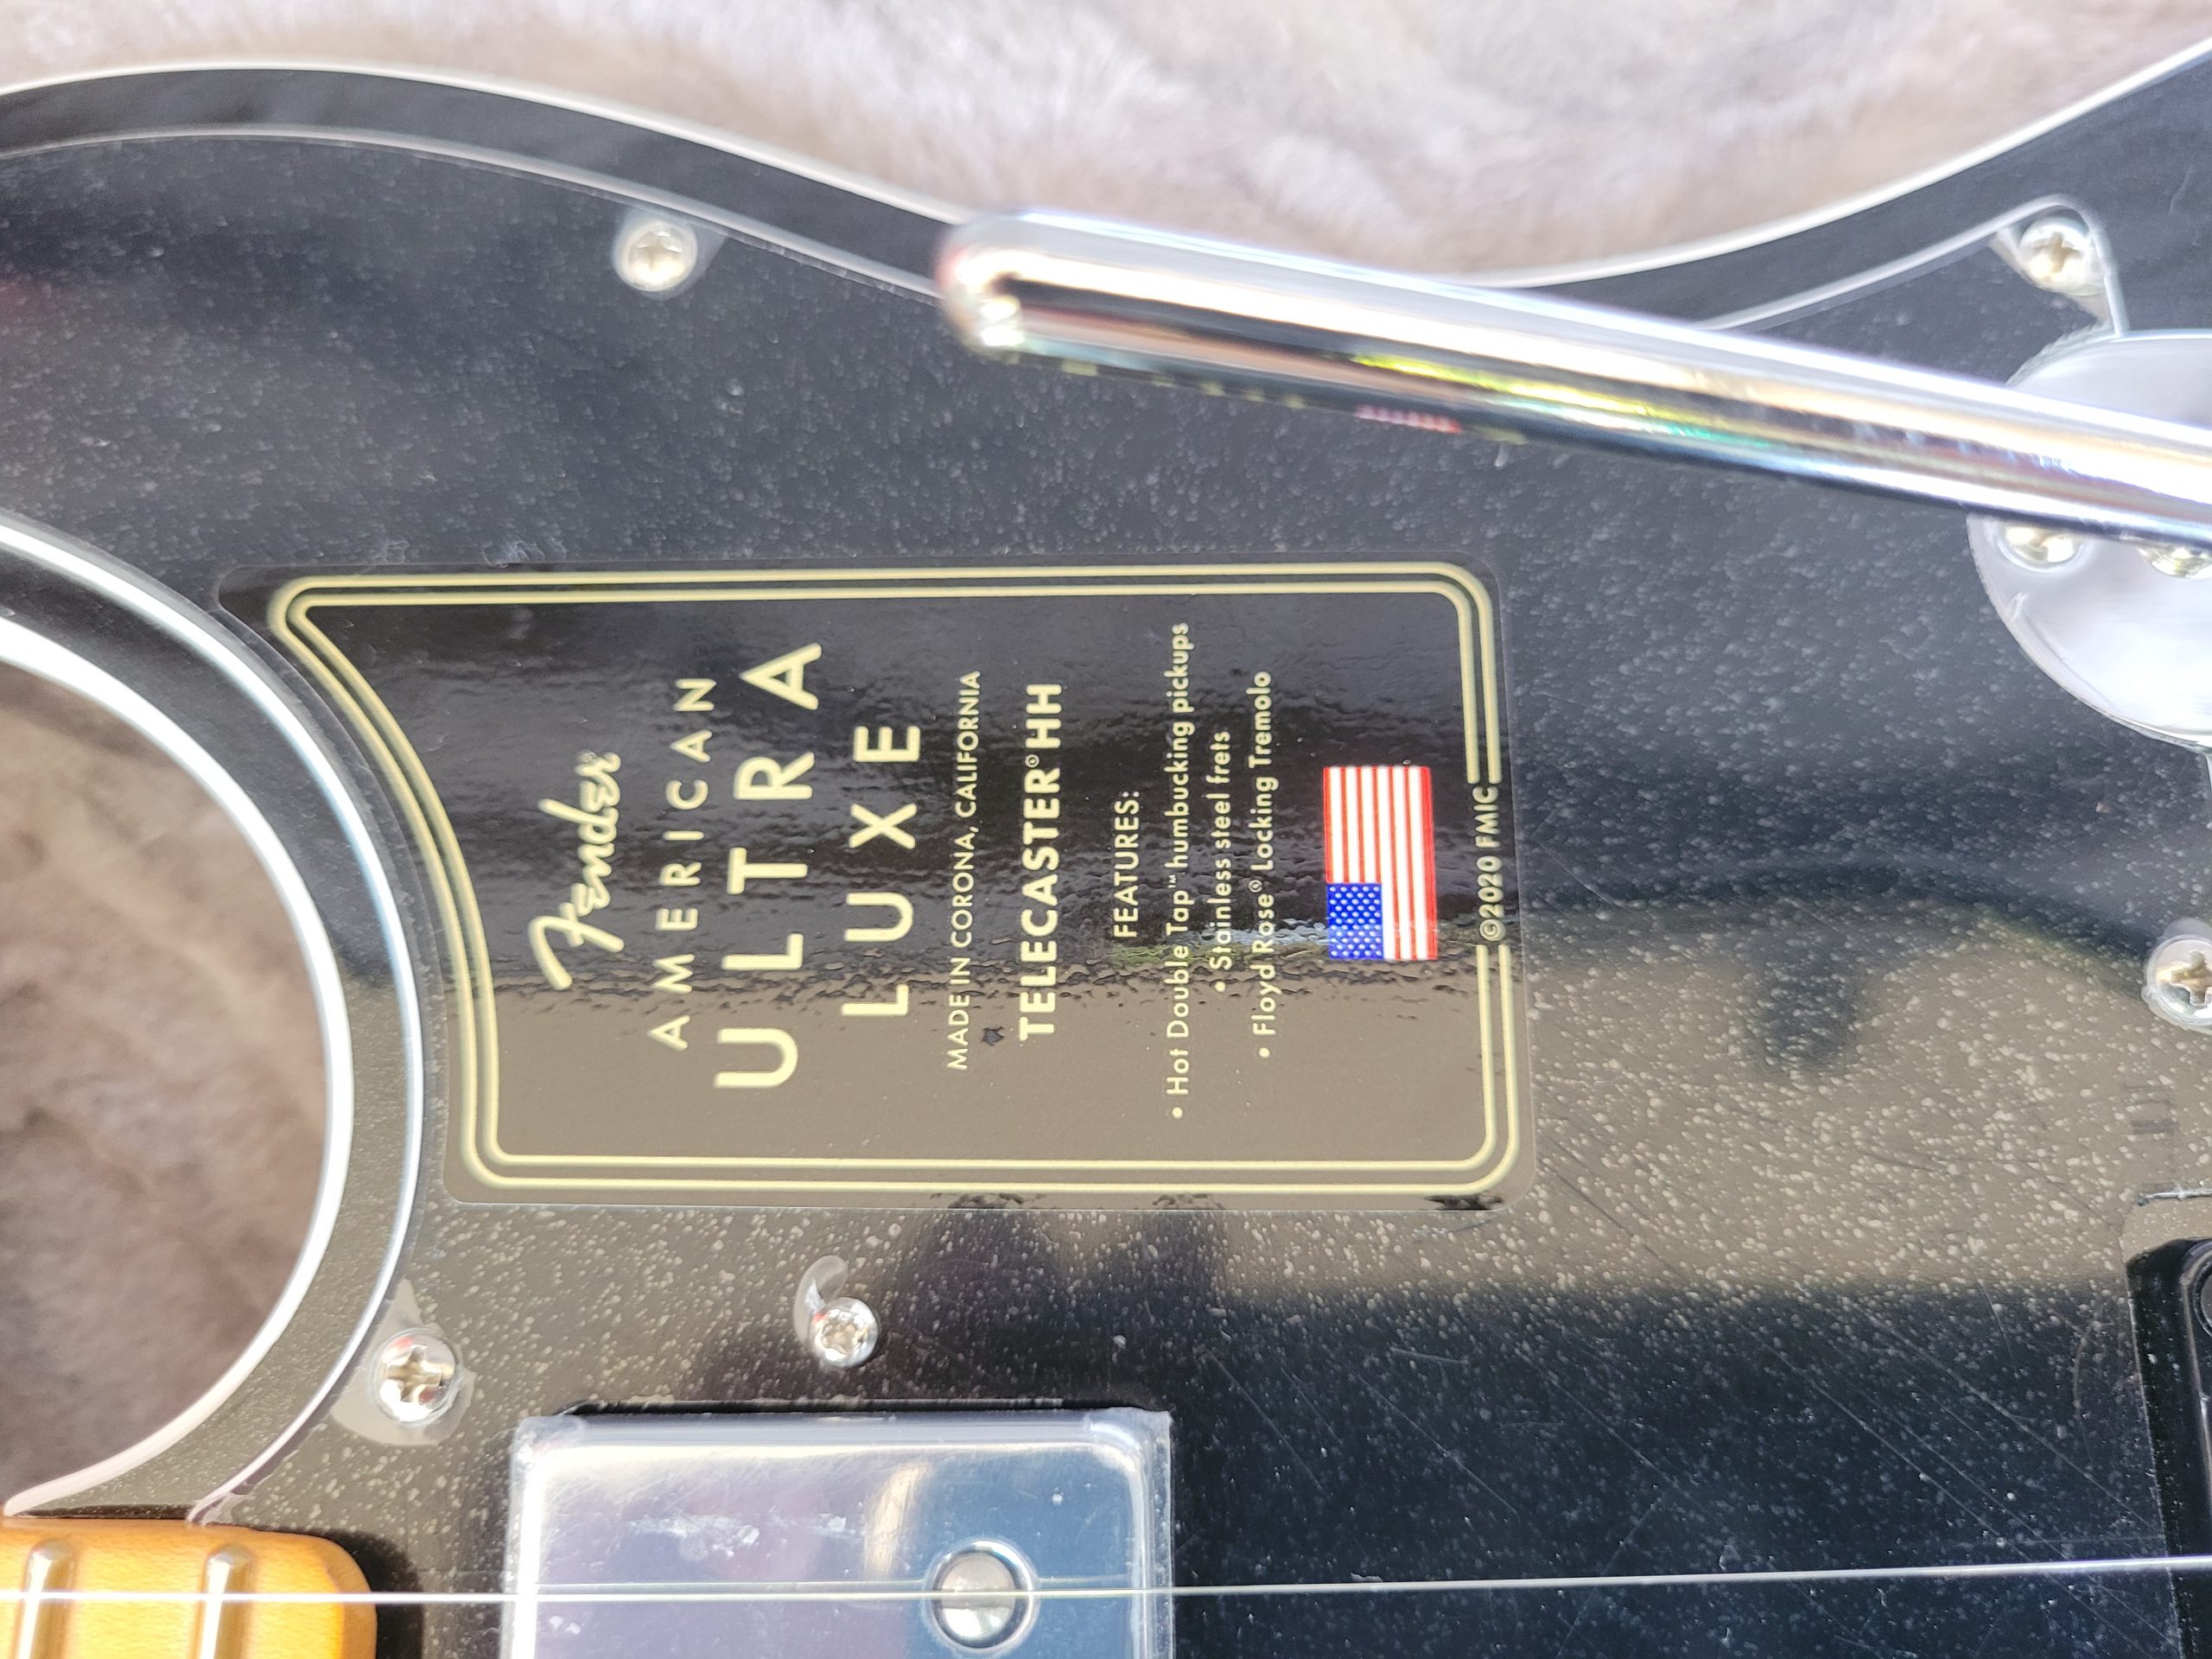 Fender
AMERICAN
ULTRA
LUXE
MADE IN CORONA, CALIFORNIA
TELECASTER® HH
FEATURES:
• Hot Double Tap™ humbucking pickups
• Stainless steel frets
• Floyd Rose® Locking Tremolo
©2020 FMIC